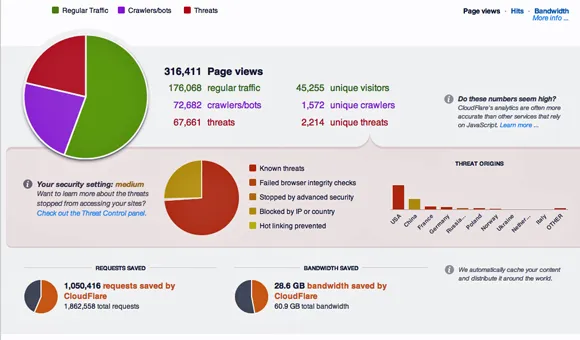 Regular Traffic Crawlers/bots Threats
Page views · Hits · Bandwidth
More info ...
316,411 Page views
176,068 regular traffic 45,255 unique visitors
72,682 crawlers/bots 1,572 unique crawlers
67,661 threats 2,214 unique threats
Do these numbers seem high?
CloudFlare's analytics are often more
accurate than other services that rely
on JavaScript. Learn more ...
Your security setting: medium
Want to learn more about the threats
stopped from accessing your sites?
Check out the Threat Control panel.
Known threats
Failed browser integrity checks
Stopped by advanced security
Blocked by IP or country
Hot linking prevented
THREAT ORIGINS
USA
China
France
Germany
Russia...
Poland
Norway
Ukraine
Nether...
Italy
OTHER
REQUESTS SAVED
1,050,416 requests saved by
CloudFlare
1,862,558 total requests
BANDWIDTH SAVED
28.6 GB bandwidth saved by
CloudFlare
60.9 GB total bandwidth
We automatically cache your content
and distribute it around the world.